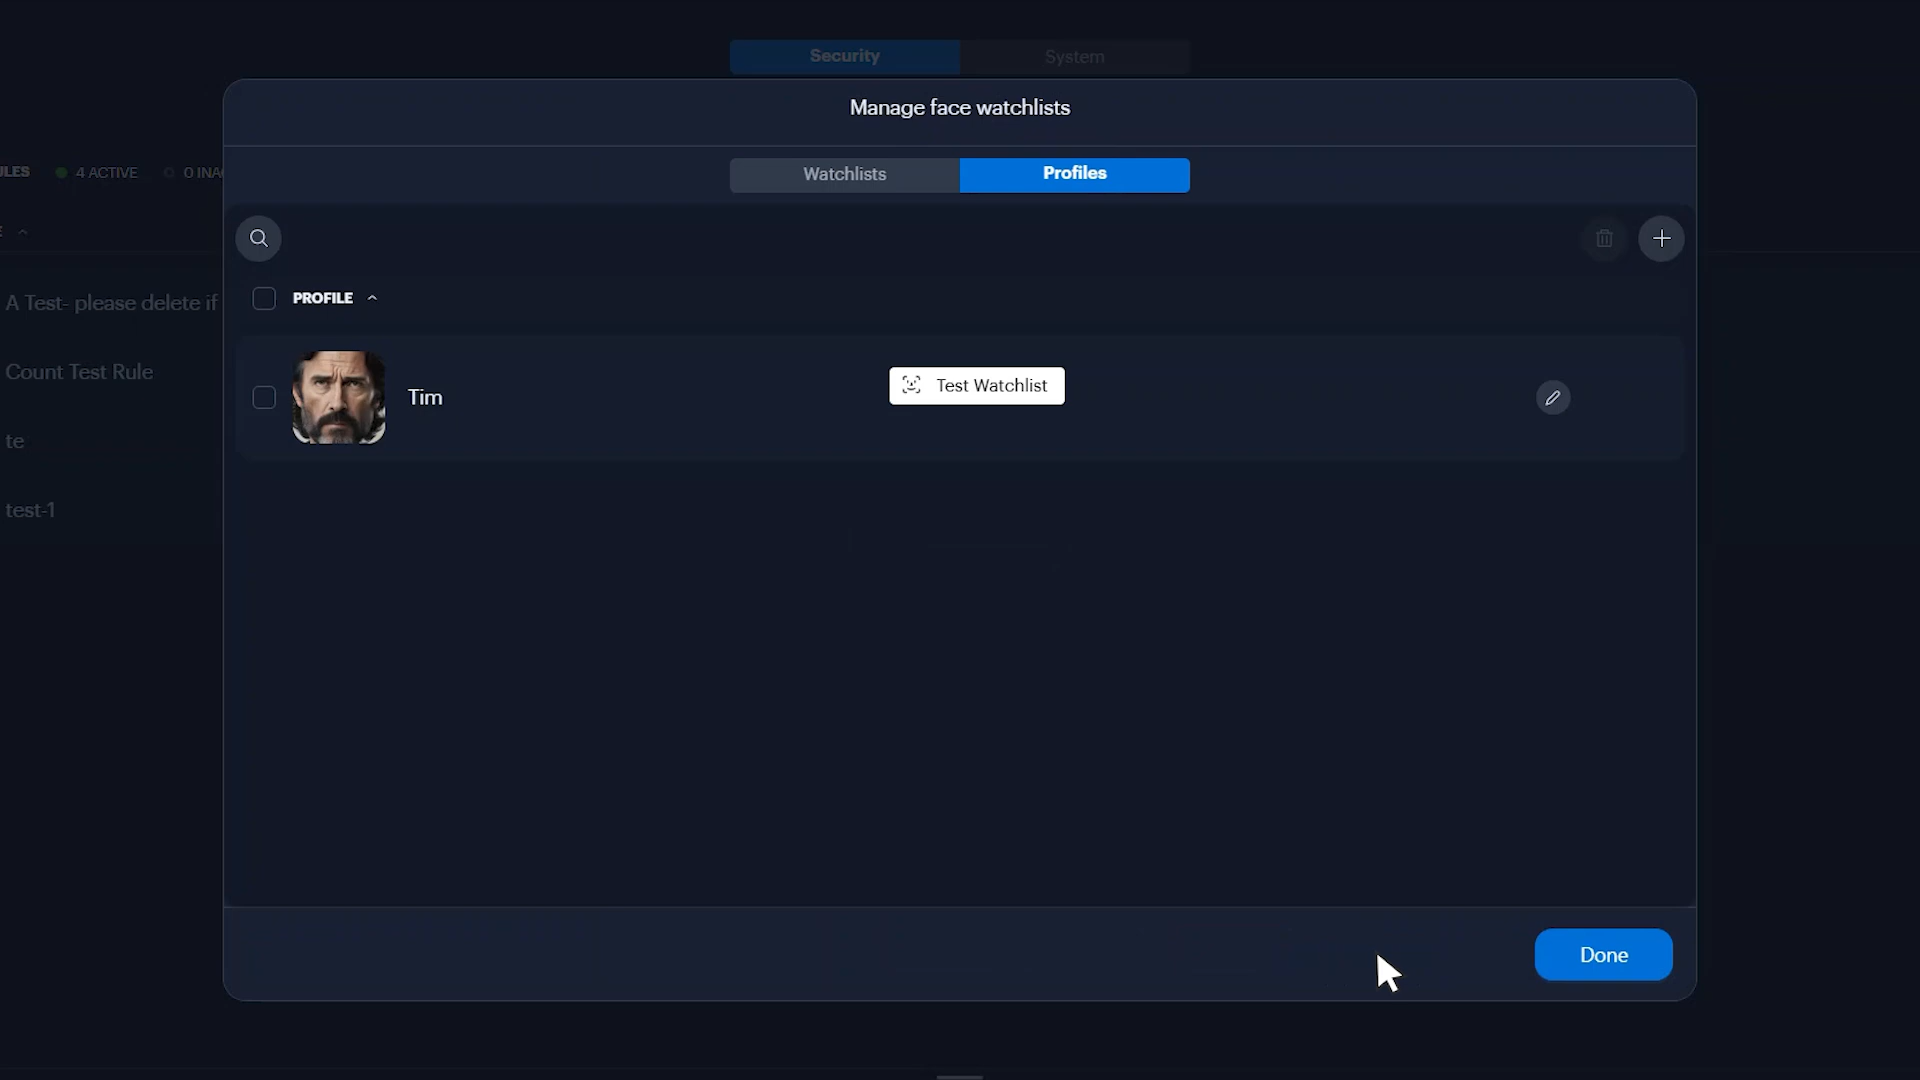 Security
System
Manage face watchlists
Watchlists
Profiles
ULES
4 ACTIVE
0 INA
E
PROFILE
A Test- please delete if
Count Test Rule
te
test-1
Tim
Test Watchlist
Done